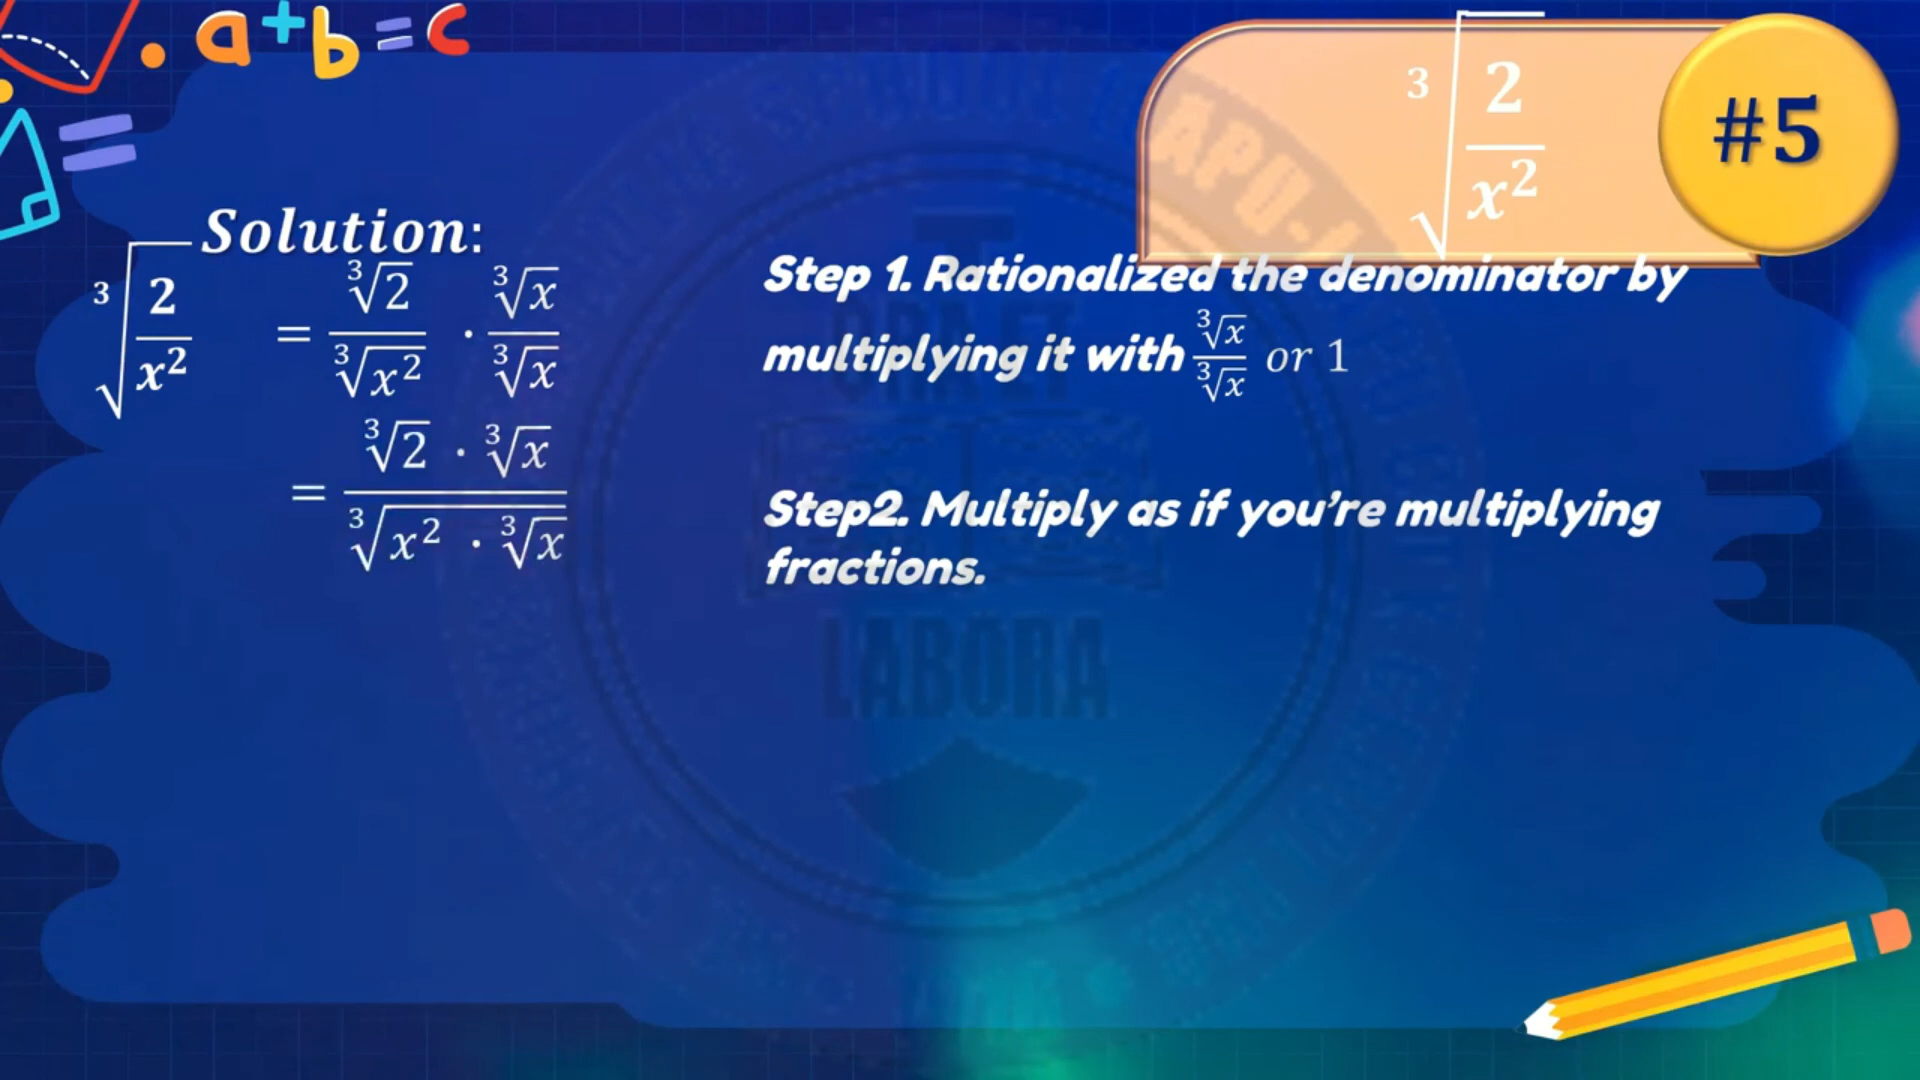 a+b=c
∛(2/x²)
#5
Solution:
∛(2/x²) = ∛2/∛x² · ∛x/∛x
= (∛2 · ∛x)/∛(x² · ∛x)
Step 1. Rationalized the denominator by
multiplying it with ∛x/∛x or 1
Step2. Multiply as if you’re multiplying
fractions.
LABORA